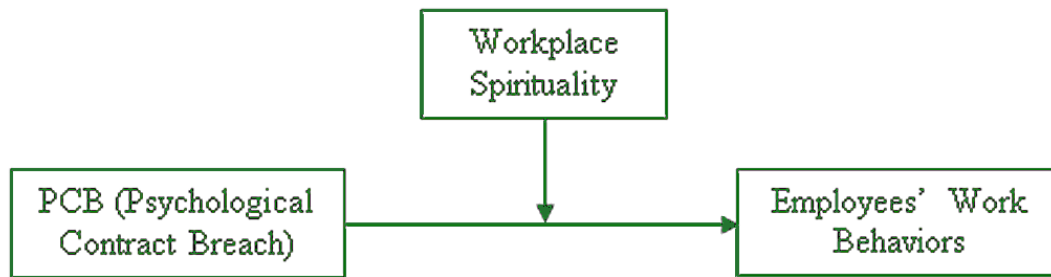 Workplace
Spirituality
PCB (Psychological
Contract Breach)
Employees' Work
Behaviors